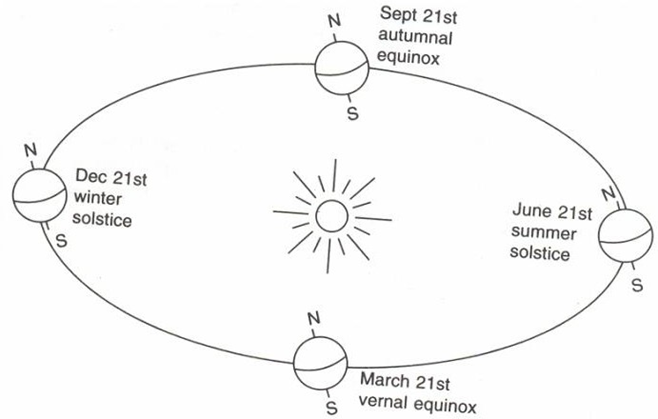 N
Sept 21st
autumnal
equinox
S
N
Dec 21st
winter
solstice
S
N
June 21st
summer
solstice
S
N
March 21st
vernal equinox
S